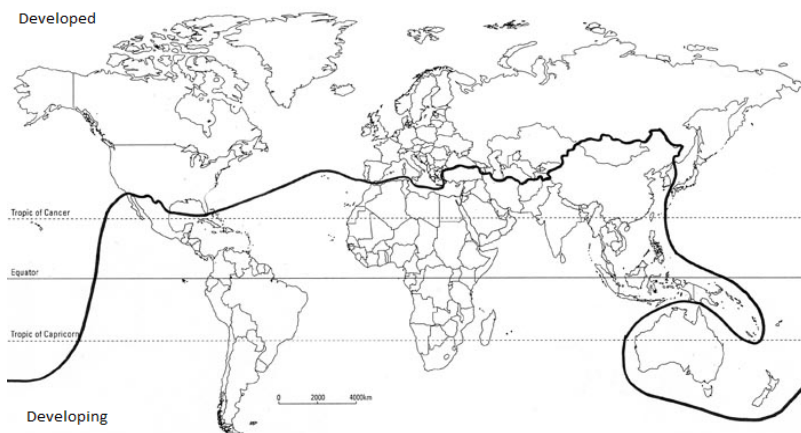 Developed
Tropic of Cancer
Equator
Tropic of Capricorn
0 2000 4000km
Developing